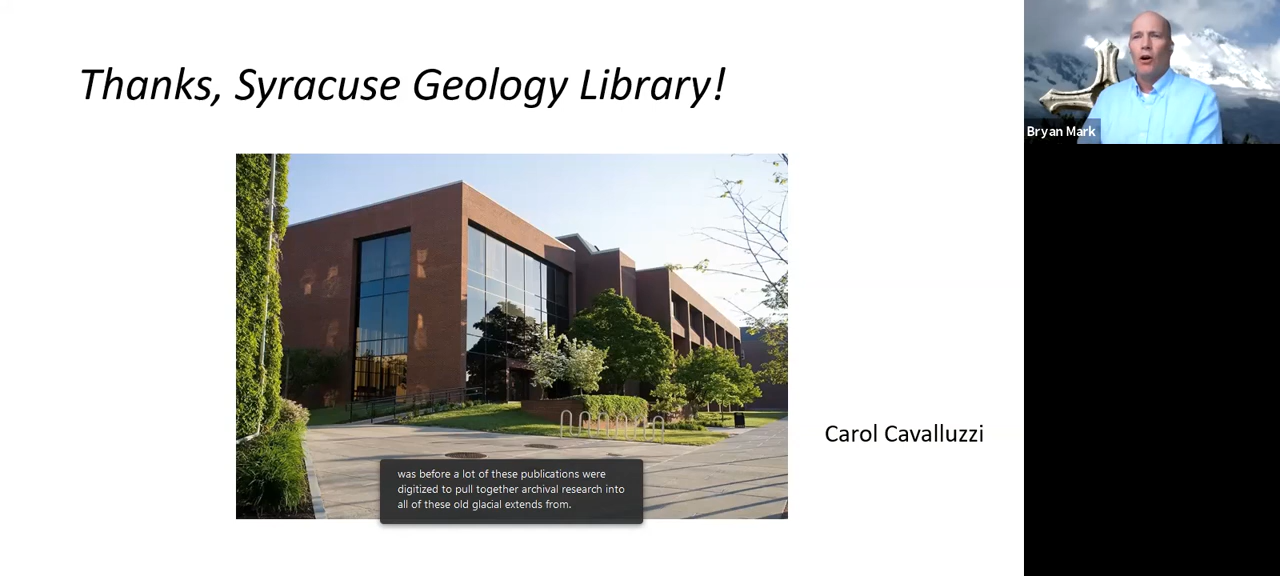 Thanks, Syracuse Geology Library!
Bryan Mark
Carol Cavalluzzi
was before a lot of these publications were
digitized to pull together archival research into
all of these old glacial extends from.